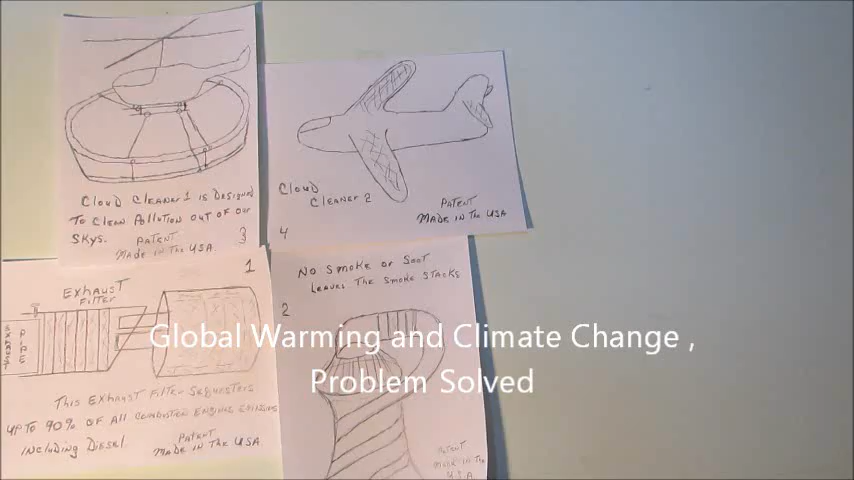 Cloud Cleaner 1 is Designed
To Clean Pollution out of our
Skys. PATENT
Made in The USA.
3
Cloud
Cleaner 2
PATENT
Made in The USA
4
1
Exhaust
Filter
Exhaust
PIPE
This Exhaust Filter Sequesters
up To 90% of All Combustion Engine
including Diesel.
PATENT
Made in The USA.
No Smoke or Soot
Leaves The Smoke Stacks
2
PATENT
Made in The
U.S.A
Global Warming and Climate Change ,
Problem Solved